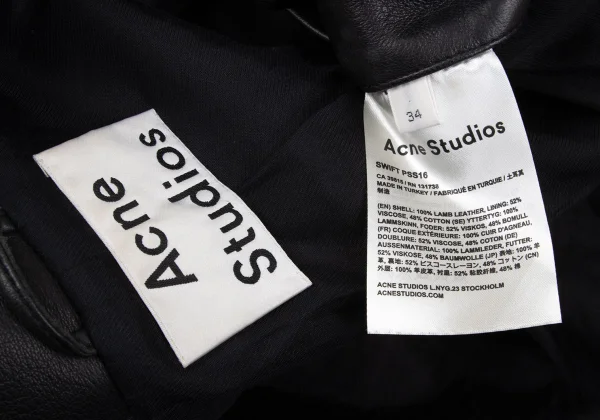 Acne
Studios
34
Acne Studios
SWIFT PSS16
CA 39816 / RN 131738
MADE IN TURKEY / FABRIQUÉ EN TURQUIE / 土耳其
制造
(EN) SHELL: 100% LAMB LEATHER, LINING: 52%
VISCOSE, 48% COTTON (SE) YTTERTYG: 100%
LAMMSKINN, FODER: 52% VISKOS, 48% BOMULL
(FR) COQUE EXTÉRIEURE: 100% CUIR D'AGNEAU,
DOUBLURE: 52% VISCOSE, 48% COTON (DE)
AUSSENMATERIAL: 100% LAMMLEDER, FUTTER:
52% VISKOSE, 48% BAUMWOLLE (JP) 表地: 100% 羊
革, 裏地: 52% ビスコースレーヨン, 48% コットン (CN)
外层: 100% 羊皮革, 衬里: 52% 粘胶纤维, 48% 棉
ACNE STUDIOS L.NYG.23 STOCKHOLM
ACNESTUDIOS.COM